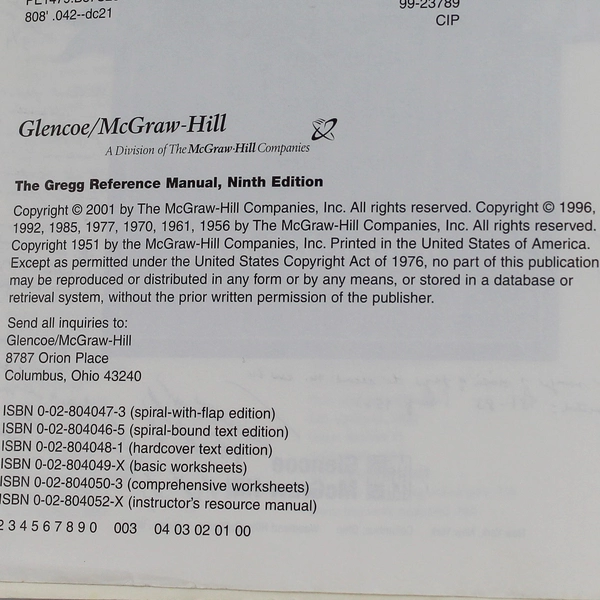 808' .042--dc21
99-23789
CIP
Glencoe/McGraw-Hill
A Division of The McGraw·Hill Companies
The Gregg Reference Manual, Ninth Edition
Copyright © 2001 by The McGraw-Hill Companies, Inc. All rights reserved. Copyright © 1996,
1992, 1985, 1977, 1970, 1961, 1956 by The McGraw-Hill Companies, Inc. All rights reserved.
Copyright 1951 by the McGraw-Hill Companies, Inc. Printed in the United States of America.
Except as permitted under the United States Copyright Act of 1976, no part of this publication
may be reproduced or distributed in any form or by any means, or stored in a database or
retrieval system, without the prior written permission of the publisher.
Send all inquiries to:
Glencoe/McGraw-Hill
8787 Orion Place
Columbus, Ohio 43240
ISBN 0-02-804047-3 (spiral-with-flap edition)
ISBN 0-02-804046-5 (spiral-bound text edition)
ISBN 0-02-804048-1 (hardcover text edition)
ISBN 0-02-804049-X (basic worksheets)
ISBN 0-02-804050-3 (comprehensive worksheets)
ISBN 0-02-804052-X (instructor's resource manual)
2 3 4 5 6 7 8 9 0 003 04 03 02 01 00